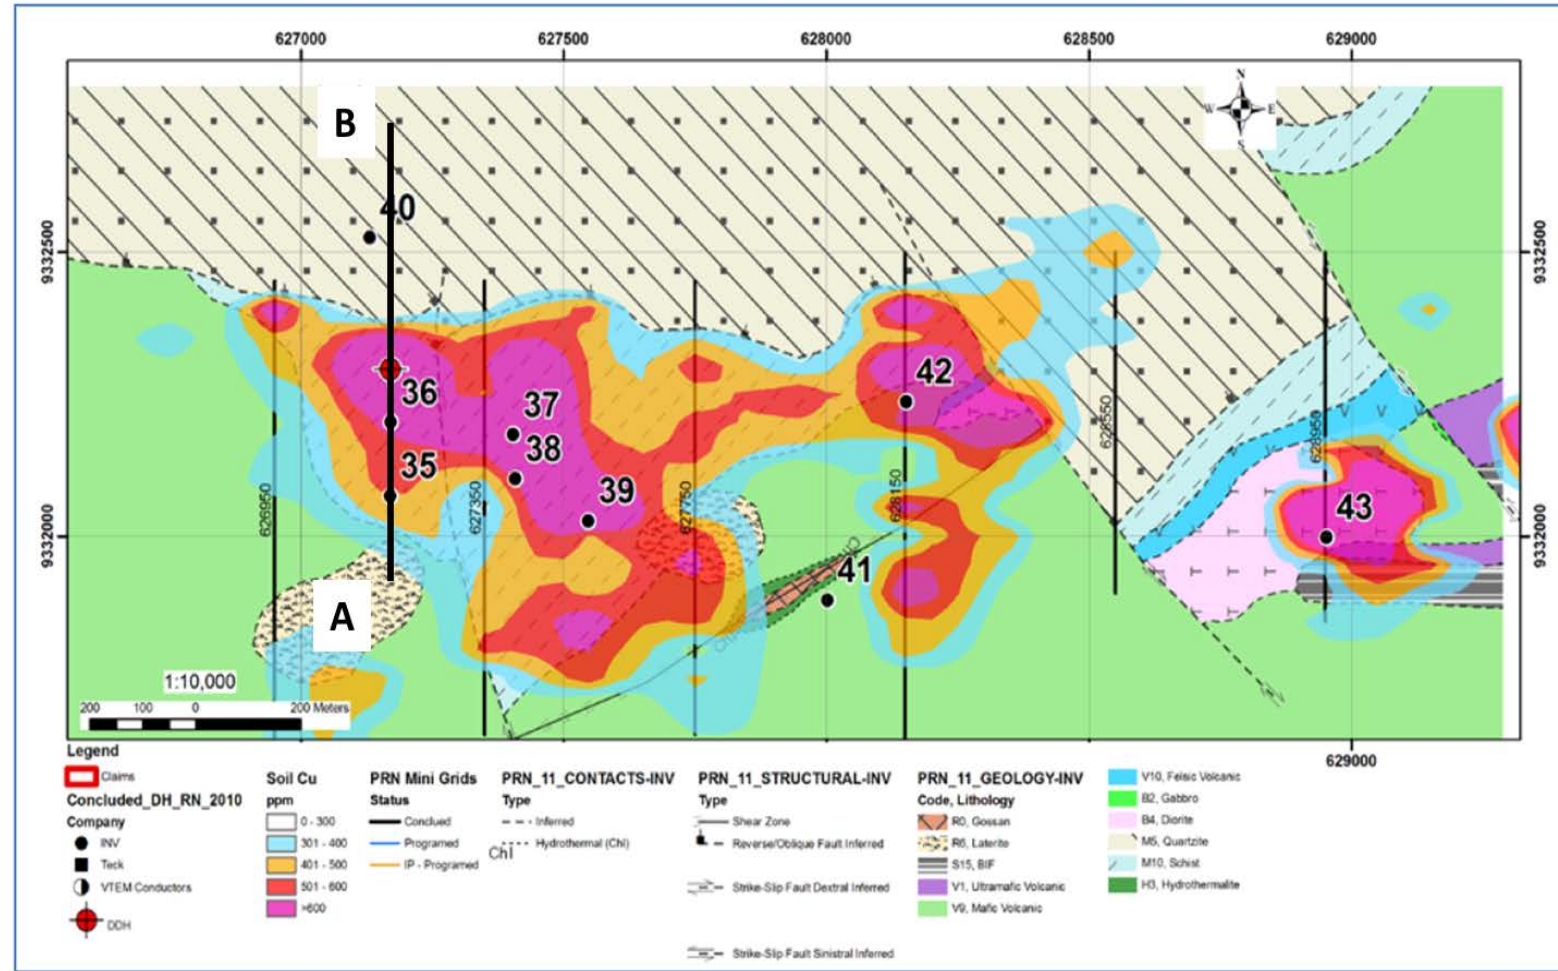 627000 627500 628000 628500 629000
N
W E
S
B
40
9332500 9332500
36
37
42
38
35
39
43
626950 627350 627750 628150 628550 628950
9332000 9332000
41
A
Chl
1:10,000
200 100 0 200 Meters
629000
Legend
Claims
Concluded_DH_RN_2010
Company
INV
Teck
VTEM Conductors
DDH
Soil Cu
ppm
0 - 300
301 - 400
401 - 500
501 - 600
>600
PRN Mini Grids
Status
Conclued
Programed
IP - Programed
PRN_11_CONTACTS-INV
Type
Inferred
Hydrothermal (Chl)
Chl
PRN_11_STRUCTURAL-INV
Type
Shear Zone
Reverse/Oblique Fault Inferred
Strike-Slip Fault Dextral Inferred
Strike-Slip Fault Sinistral Inferred
PRN_11_GEOLOGY-INV
Code, Lithology
R0, Gossan
R6, Laterite
S15, BIF
V1, Ultramafic Volcanic
V9, Mafic Volcanic
V10, Felsic Volcanic
B2, Gabbro
B4, Diorite
M5, Quartzite
M10, Schist
H3, Hydrothermalite